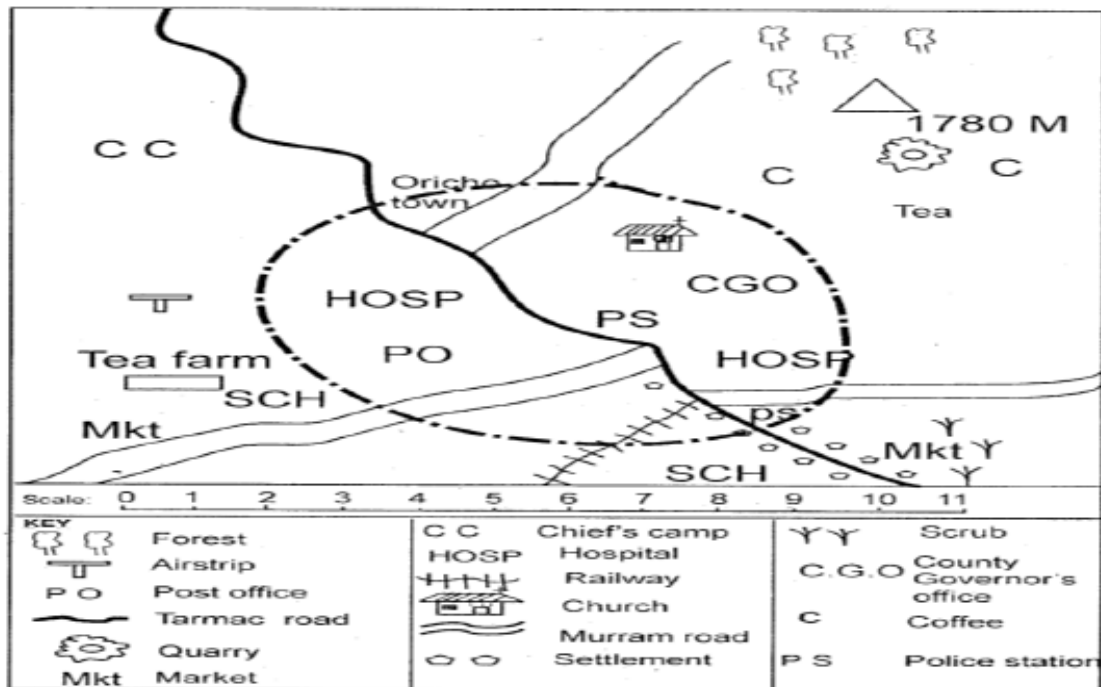 1780 M
C C
C
C
Oricho
town
Tea
CGO
HOSP
PS
PO
HOSP
Tea farm
SCH
Mkt
ps
Mkt
SCH
Scale: 0 1 2 3 4 5 6 7 8 9 10 11
KEY
Forest
Airstrip
P O Post office
Tarmac road
Quarry
Mkt Market
C C Chief's camp
HOSP Hospital
Railway
Church
Murram road
Settlement
Scrub
C.G.O County
Governor's
office
C Coffee
P S Police station